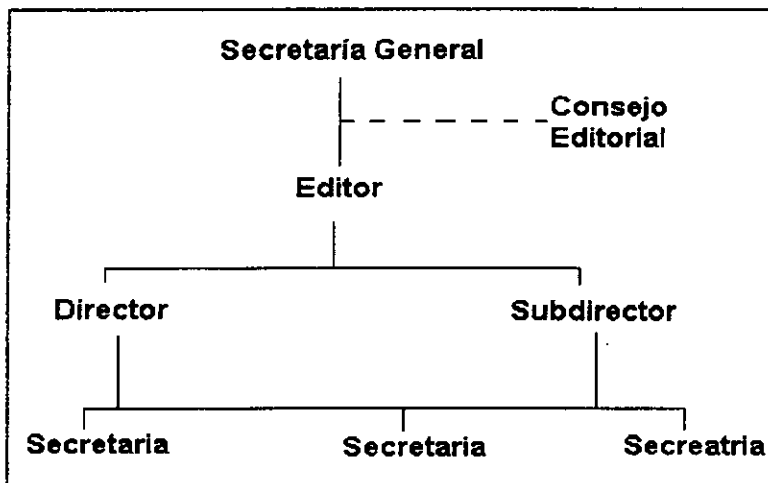 Secretaría General
Consejo
Editorial
Editor
Director
Subdirector
Secretaria
Secretaria
Secreatria